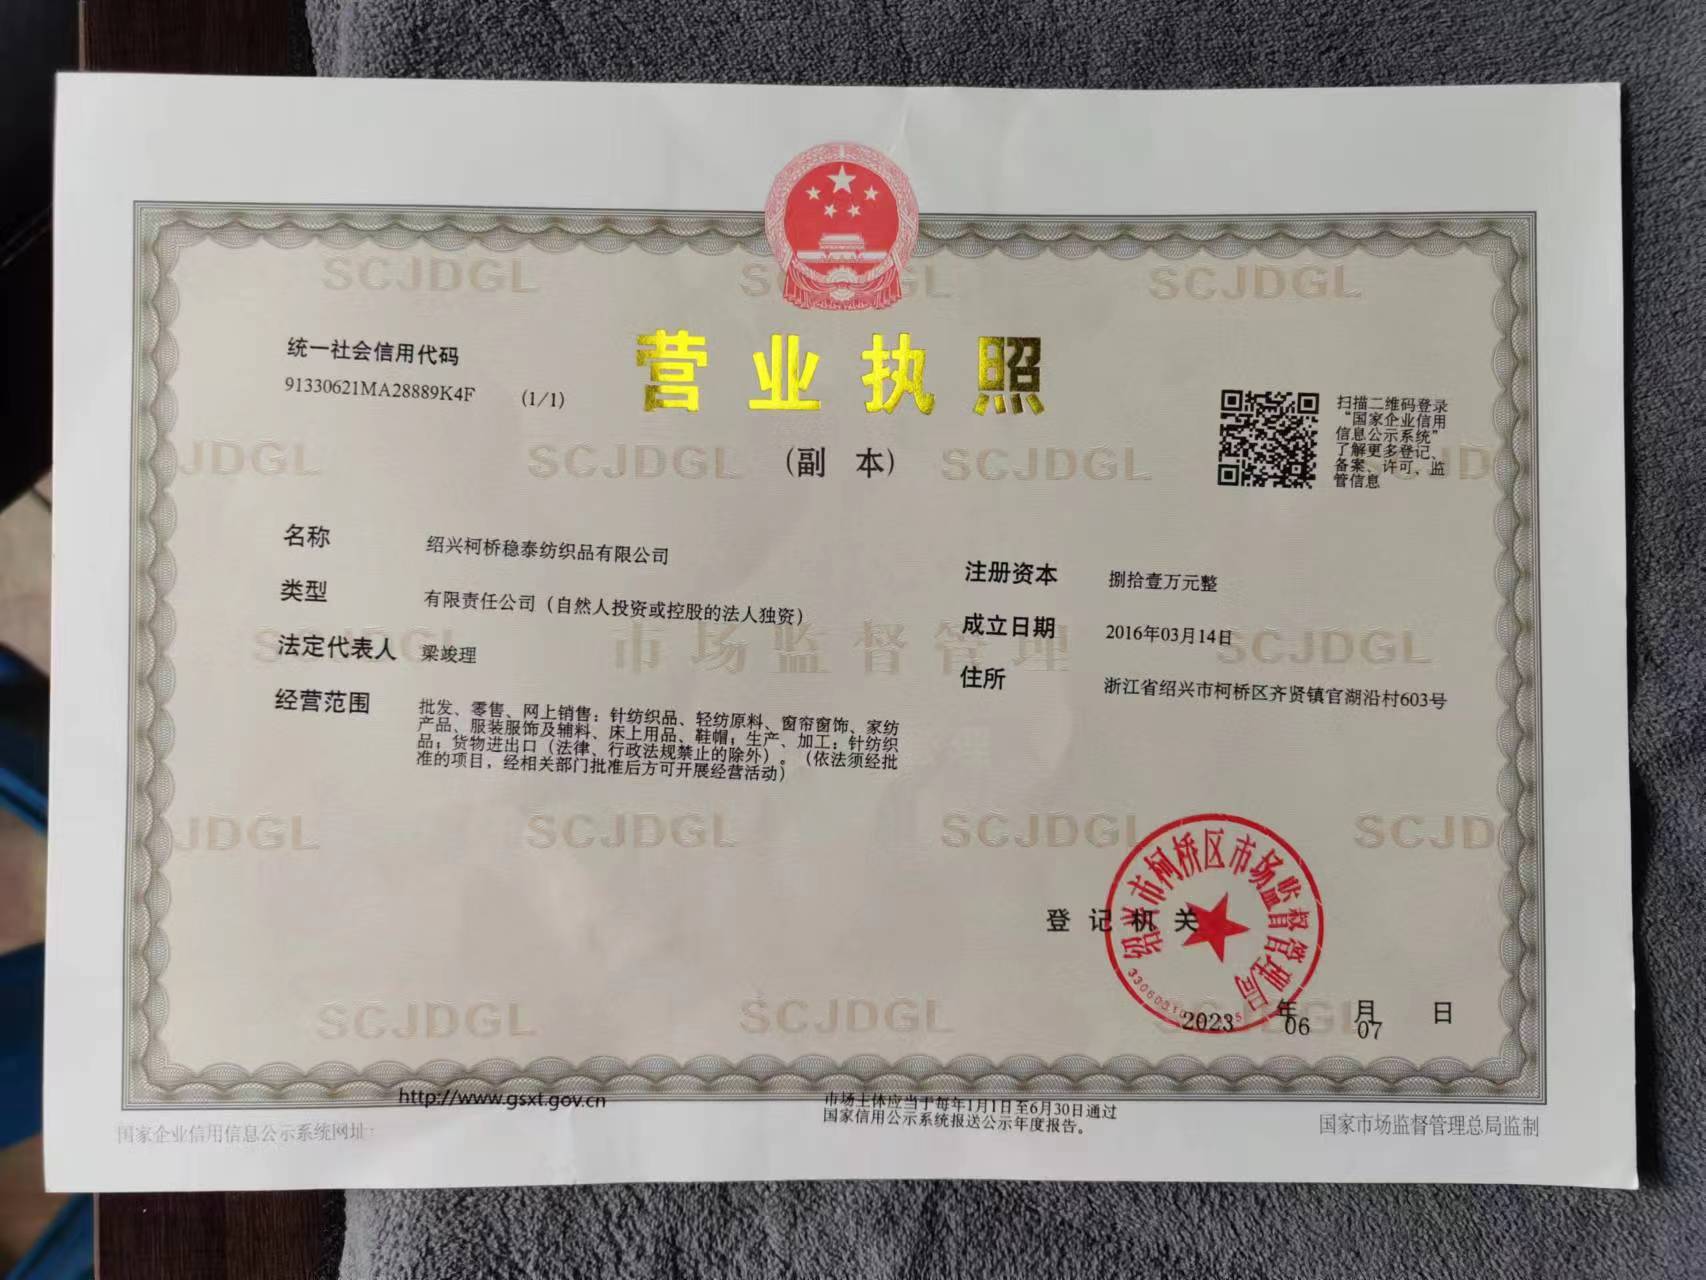 营业执照
(副 本)
统一社会信用代码
91330621MA28889K4F (1/1)
扫描二维码登录
“国家企业信用
信息公示系统”
了解更多登记、
备案、许可、监
管信息
名称 绍兴柯桥稳泰纺织品有限公司
类型 有限责任公司（自然人投资或控股的法人独资）
法定代表人 梁竣理
经营范围 批发、零售、网上销售：针纺织品、轻纺原料、窗帘窗饰、家纺
产品、服装服饰及辅料、床上用品、鞋帽；生产、加工：针纺织
品；货物进出口（法律、行政法规禁止的除外）。（依法须经批
准的项目，经相关部门批准后方可开展经营活动）
注册资本 捌拾壹万元整
成立日期 2016年03月14日
住所 浙江省绍兴市柯桥区齐贤镇官湖沿村603号
SCJDGL
市场监督管理
登记机关
绍兴市柯桥区市场监督管理局
2023 年 06 月 07 日
国家企业信用信息公示系统网址:
http://www.gsxt.gov.cn
市场主体应当于每年1月1日至6月30日通过
国家信用公示系统报送公示年度报告。
国家市场监督管理总局监制